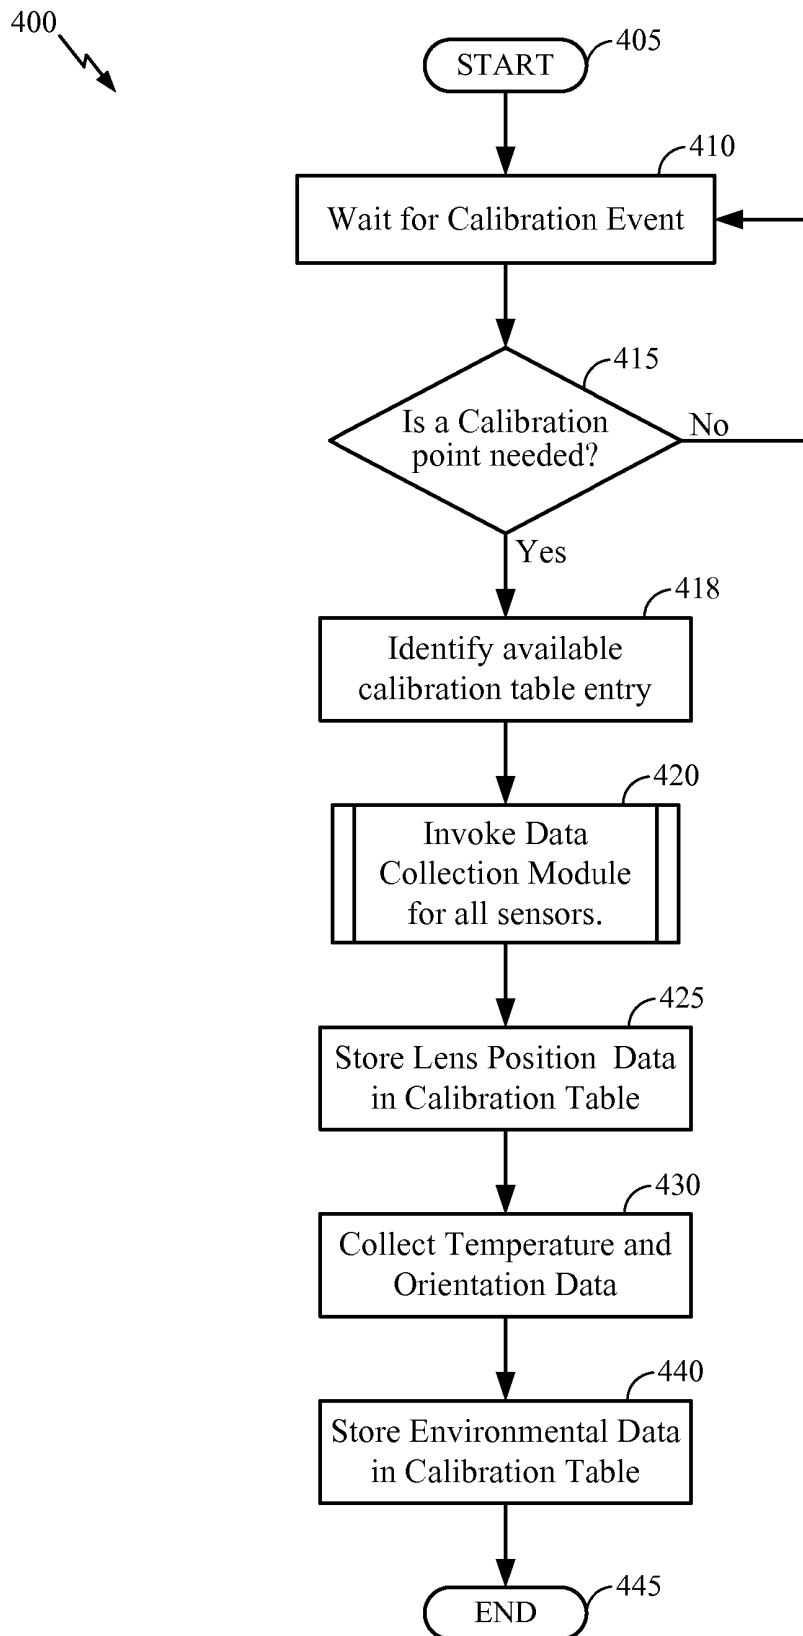 400
START
405
410
Wait for Calibration Event
415
Is a Calibration
point needed?
No
Yes
418
Identify available
calibration table entry
420
Invoke Data
Collection Module
for all sensors.
425
Store Lens Position Data
in Calibration Table
430
Collect Temperature and
Orientation Data
440
Store Environmental Data
in Calibration Table
445
END